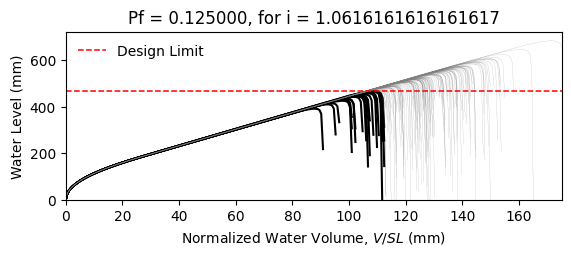 Pf = 0.125000, for i = 1.0616161616161617
Design Limit
Water Level (mm)
600
400
200
0
0 20 40 60 80 100 120 140 160
Normalized Water Volume, V/SL (mm)